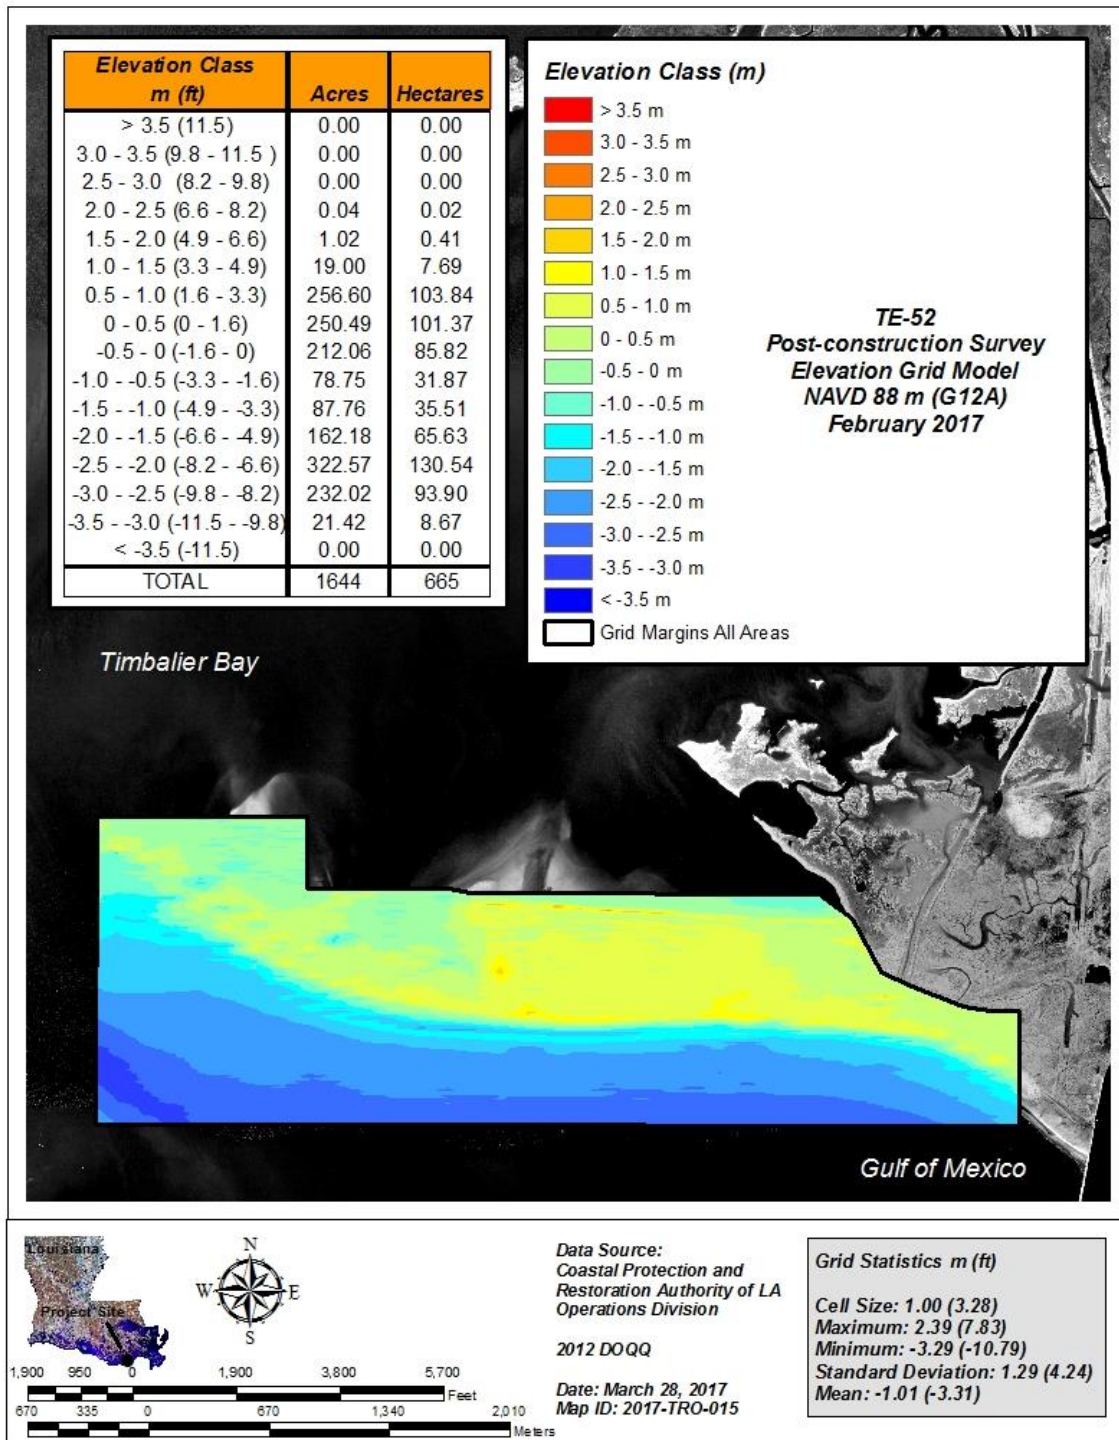 Elevation Class
m (ft) Acres Hectares
> 3.5 (11.5) 0.00 0.00
3.0 - 3.5 (9.8 - 11.5 ) 0.00 0.00
2.5 - 3.0 (8.2 - 9.8) 0.00 0.00
2.0 - 2.5 (6.6 - 8.2) 0.04 0.02
1.5 - 2.0 (4.9 - 6.6) 1.02 0.41
1.0 - 1.5 (3.3 - 4.9) 19.00 7.69
0.5 - 1.0 (1.6 - 3.3) 256.60 103.84
0 - 0.5 (0 - 1.6) 250.49 101.37
-0.5 - 0 (-1.6 - 0) 212.06 85.82
-1.0 - -0.5 (-3.3 - -1.6) 78.75 31.87
-1.5 - -1.0 (-4.9 - -3.3) 87.76 35.51
-2.0 - -1.5 (-6.6 - -4.9) 162.18 65.63
-2.5 - -2.0 (-8.2 - -6.6) 322.57 130.54
-3.0 - -2.5 (-9.8 - -8.2) 232.02 93.90
-3.5 - -3.0 (-11.5 - -9.8) 21.42 8.67
< -3.5 (-11.5) 0.00 0.00
TOTAL 1644 665
Elevation Class (m)
> 3.5 m
3.0 - 3.5 m
2.5 - 3.0 m
2.0 - 2.5 m
1.5 - 2.0 m
1.0 - 1.5 m
0.5 - 1.0 m
0 - 0.5 m
-0.5 - 0 m
-1.0 - -0.5 m
-1.5 - -1.0 m
-2.0 - -1.5 m
-2.5 - -2.0 m
-3.0 - -2.5 m
-3.5 - -3.0 m
< -3.5 m
Grid Margins All Areas
TE-52
Post-construction Survey
Elevation Grid Model
NAVD 88 m (G12A)
February 2017
Timbalier Bay
Gulf of Mexico
Louisiana
Project Site
N
W E
S
1,900 950 0 1,900 3,800 5,700
Feet
670 335 0 670 1,340 2,010
Meters
Data Source:
Coastal Protection and
Restoration Authority of LA
Operations Division
2012 DOQQ
Date: March 28, 2017
Map ID: 2017-TRO-015
Grid Statistics m (ft)
Cell Size: 1.00 (3.28)
Maximum: 2.39 (7.83)
Minimum: -3.29 (-10.79)
Standard Deviation: 1.29 (4.24)
Mean: -1.01 (-3.31)